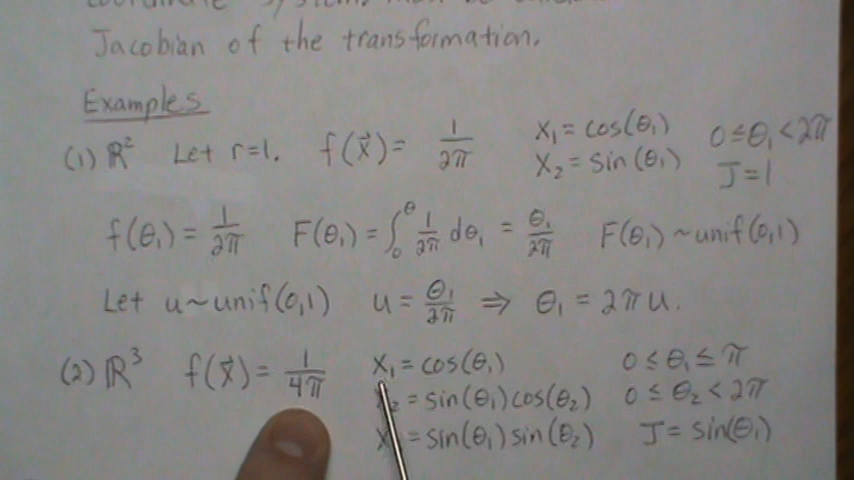 Jacobian of the transformation.
Examples
(1) ℝ² Let r=1. f(x⃗) = 1/2π x₁ = cos(θ₁) 0 ≤ θ₁ < 2π
x₂ = sin(θ₁) J = 1
f(θ₁) = 1/2π F(θ₁) = ∫₀^θ 1/2π dθ₁ = θ₁/2π F(θ₁) ~ unif(0,1)
Let u ~ unif(0,1) u = θ₁/2π ⇒ θ₁ = 2πu.
(2) ℝ³ f(x⃗) = 1/4π x₁ = cos(θ₁) 0 ≤ θ₁ ≤ π
x₂ = sin(θ₁)cos(θ₂) 0 ≤ θ₂ < 2π
x = sin(θ₁)sin(θ₂) J = sin(θ₁)